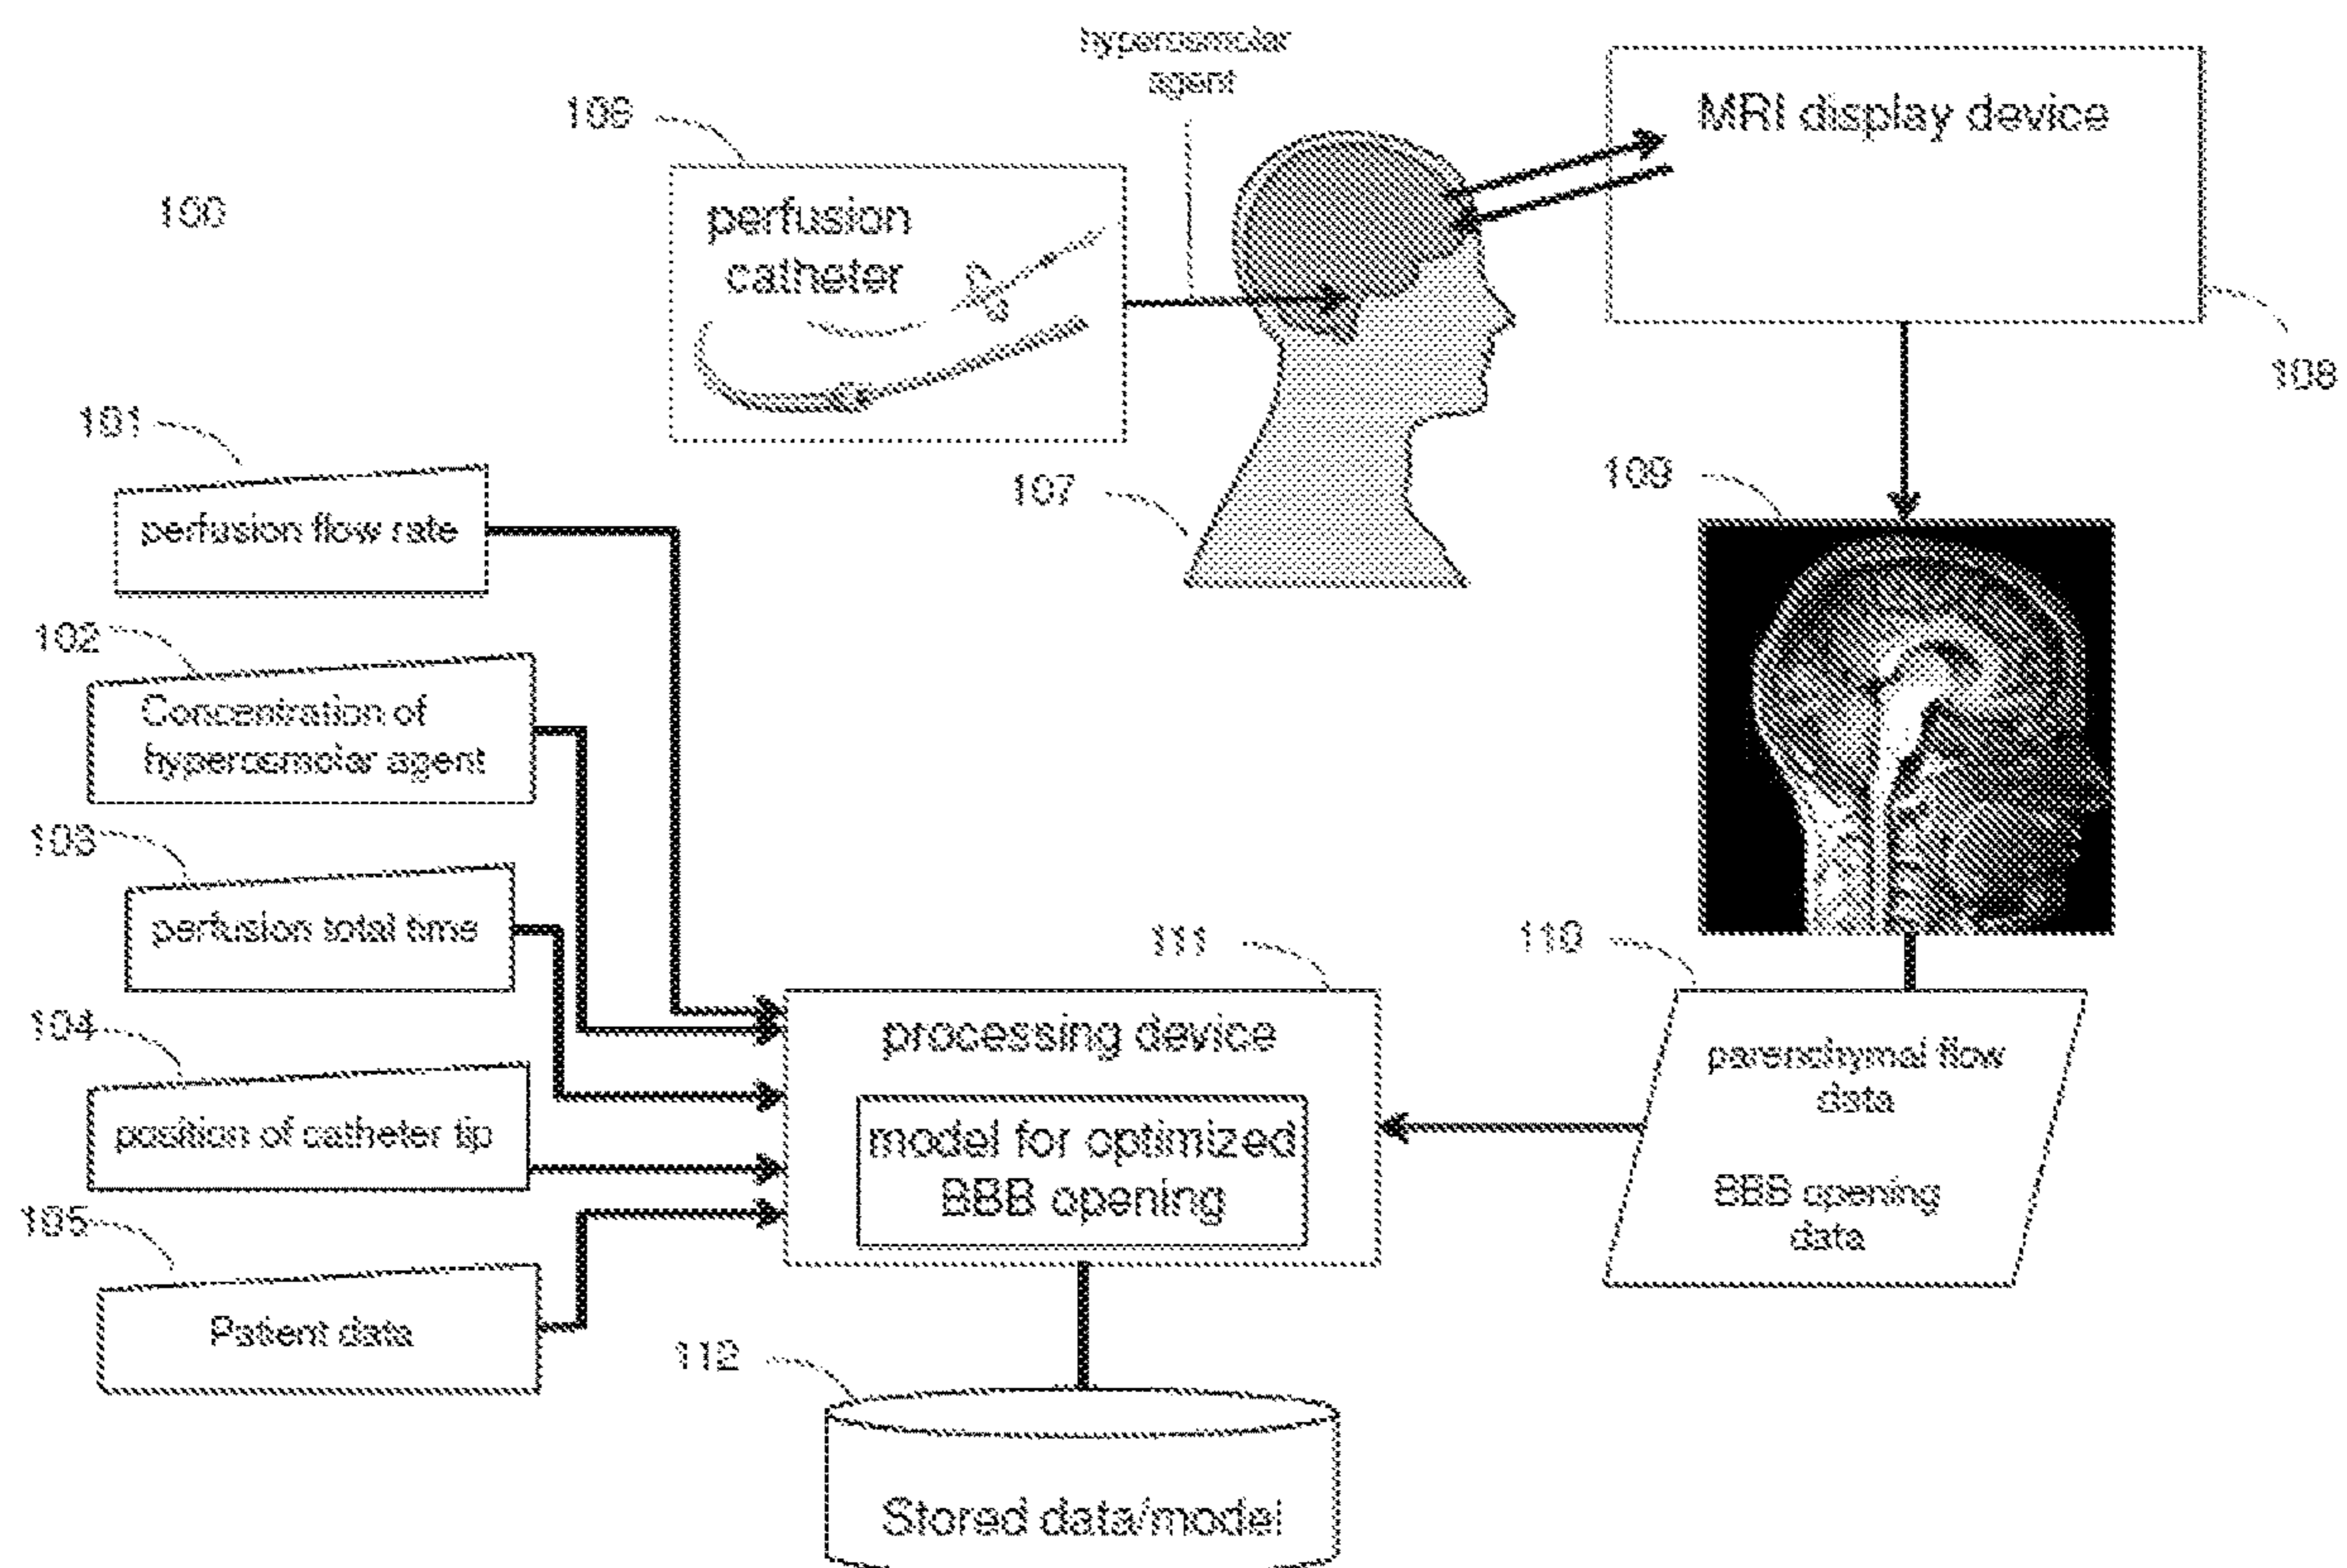 hyperosmolar
agent
MRI display device
109
perfusion
catheter
100
108
101
perfusion flow rate
107
109
102
Concentration of
hyperosmolar agent
103
perfusion total time
104
position of catheter tip
105
Patient data
111
processing device
model for optimized
BBB opening
110
parenchymal flow
data
BBB opening
data
112
Stored data/model